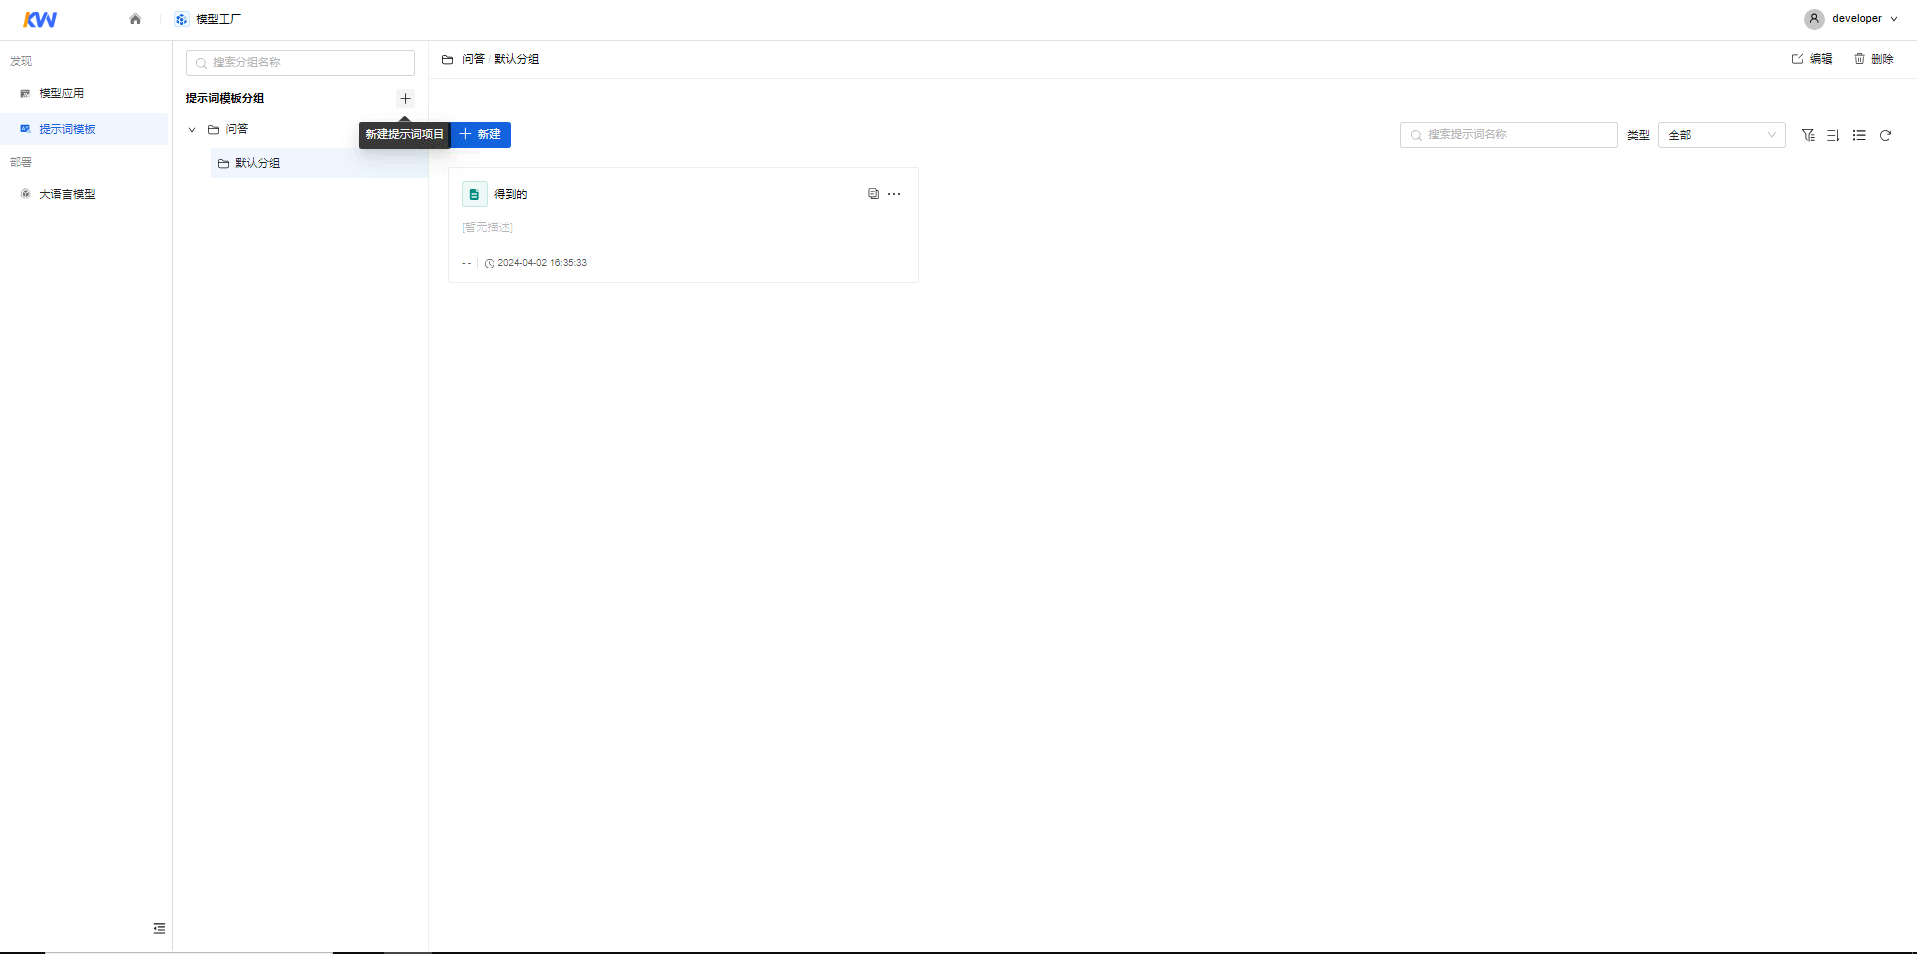 KW
模型工厂
developer
发现
模型应用
提示词模板
部署
大语言模型
搜索分组名称
提示词模板分组
问答
默认分组
新建提示词项目
问答 / 默认分组
编辑
删除
新建
搜索提示词名称
类型
全部
得到的
[暂无描述]
-- | 2024-04-02 16:35:33